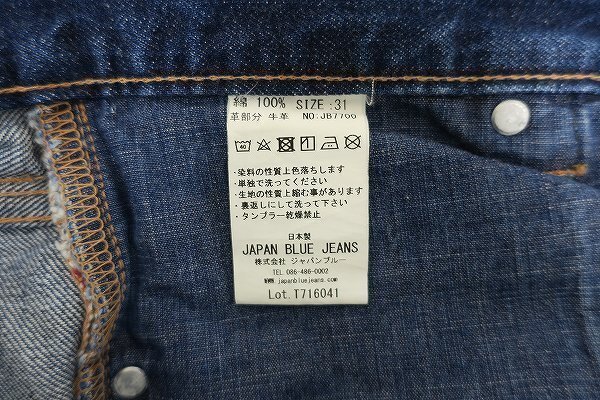 綿 100% SIZE:31
革部分 牛革 NO:JB7766
・染料の性質上色落ちします
・単独で洗ってください
・生地の性質上縮む事があります
・裏返しにして洗って下さい
・タンブラー乾燥禁止
日本製
JAPAN BLUE JEANS
株式会社 ジャパンブルー
TEL 086-486-0002
japanbluejeans.com
Lot.T716041